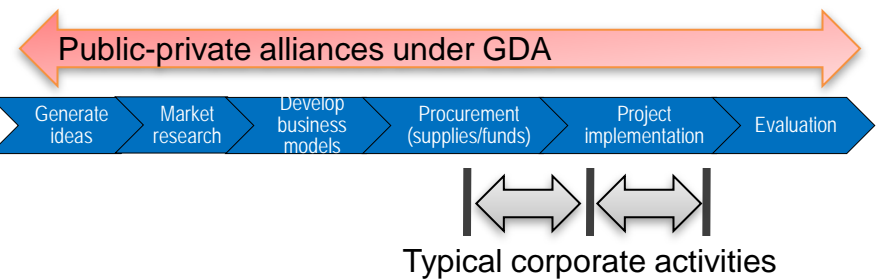 Public-private alliances under GDA
Generate
ideas
Market
research
Develop
business
models
Procurement
(supplies/funds)
Project
implementation
Evaluation
Typical corporate activities